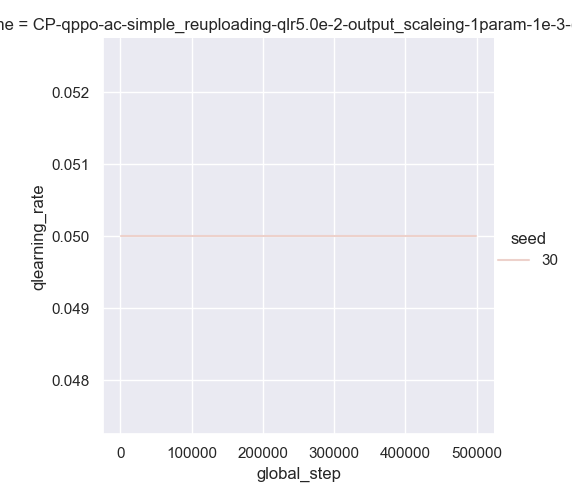 ne = CP-qppo-ac-simple_reuploading-qlr5.0e-2-output_scaleing-1param-1e-3-
0.052
0.051
0.050
0.049
0.048
qlearning_rate
0 100000 200000 300000 400000 500000
global_step
seed
30